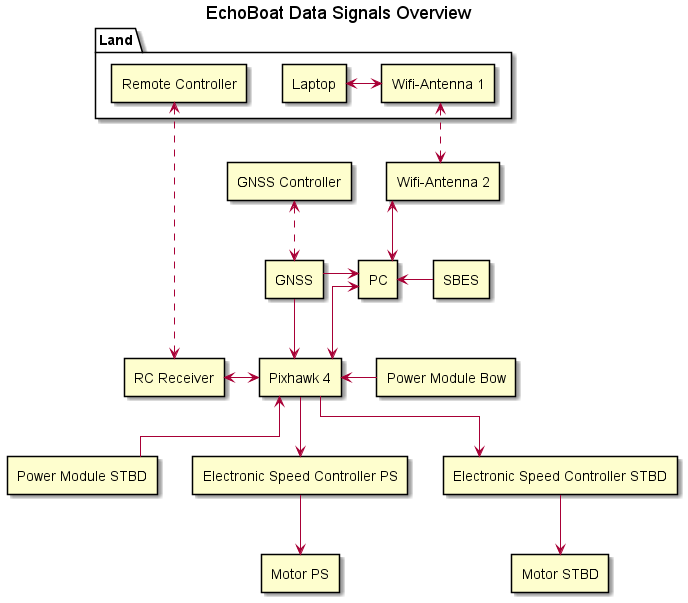 EchoBoat Data Signals Overview
Land
Remote Controller
Laptop
Wifi-Antenna 1
GNSS Controller
Wifi-Antenna 2
GNSS
PC
SBES
RC Receiver
Pixhawk 4
Power Module Bow
Power Module STBD
Electronic Speed Controller PS
Electronic Speed Controller STBD
Motor PS
Motor STBD